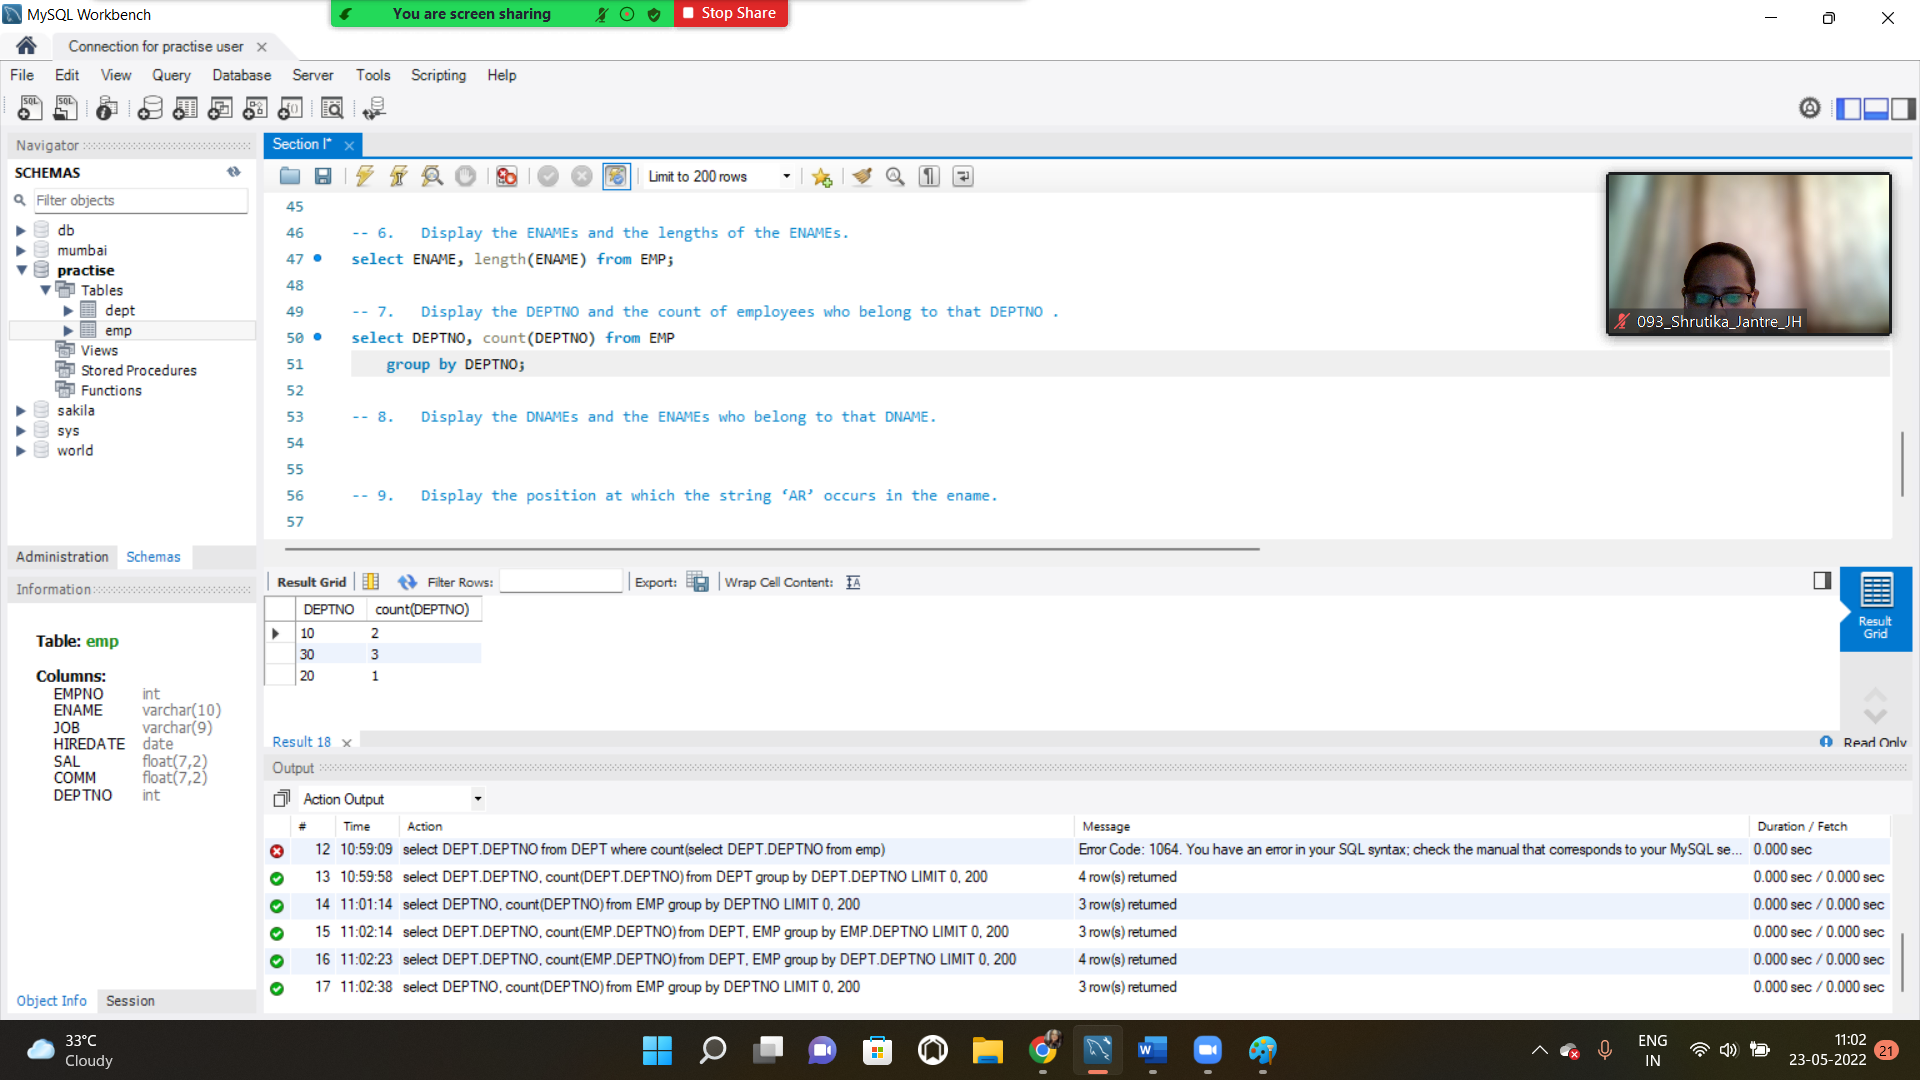 MySQL Workbench
You are screen sharing
Stop Share
Connection for practise user
File Edit View Query Database Server Tools Scripting Help
Navigator
SCHEMAS
Filter objects
db
mumbai
practise
Tables
dept
emp
Views
Stored Procedures
Functions
sakila
sys
world
Administration Schemas
Information
Table: emp
Columns:
EMPNO int
ENAME varchar(10)
JOB varchar(9)
HIREDATE date
SAL float(7,2)
COMM float(7,2)
DEPTNO int
Object Info Session
Section I*
Limit to 200 rows
45
46 -- 6. Display the ENAMEs and the lengths of the ENAMEs.
47 select ENAME, length(ENAME) from EMP;
48
49 -- 7. Display the DEPTNO and the count of employees who belong to that DEPTNO .
50 select DEPTNO, count(DEPTNO) from EMP
51 group by DEPTNO;
52
53 -- 8. Display the DNAMEs and the ENAMEs who belong to that DNAME.
54
55
56 -- 9. Display the position at which the string ‘AR’ occurs in the ename.
57
093_Shrutika_Jantre_JH
Result Grid Filter Rows: Export: Wrap Cell Content:
DEPTNO count(DEPTNO)
10 2
30 3
20 1
Result Grid
Result 18
Read Only
Output
Action Output
# Time Action Message Duration / Fetch
12 10:59:09 select DEPT.DEPTNO from DEPT where count(select DEPT.DEPTNO from emp) Error Code: 1064. You have an error in your SQL syntax; check the manual that corresponds to your MySQL se... 0.000 sec
13 10:59:58 select DEPT.DEPTNO, count(DEPT.DEPTNO) from DEPT group by DEPT.DEPTNO LIMIT 0, 200 4 row(s) returned 0.000 sec / 0.000 sec
14 11:01:14 select DEPTNO, count(DEPTNO) from EMP group by DEPTNO LIMIT 0, 200 3 row(s) returned 0.000 sec / 0.000 sec
15 11:02:14 select DEPT.DEPTNO, count(EMP.DEPTNO) from DEPT, EMP group by EMP.DEPTNO LIMIT 0, 200 3 row(s) returned 0.000 sec / 0.000 sec
16 11:02:23 select DEPT.DEPTNO, count(EMP.DEPTNO) from DEPT, EMP group by DEPT.DEPTNO LIMIT 0, 200 4 row(s) returned 0.000 sec / 0.000 sec
17 11:02:38 select DEPTNO, count(DEPTNO) from EMP group by DEPTNO LIMIT 0, 200 3 row(s) returned 0.000 sec / 0.000 sec
33°C
Cloudy
ENG
IN
11:02
23-05-2022
21